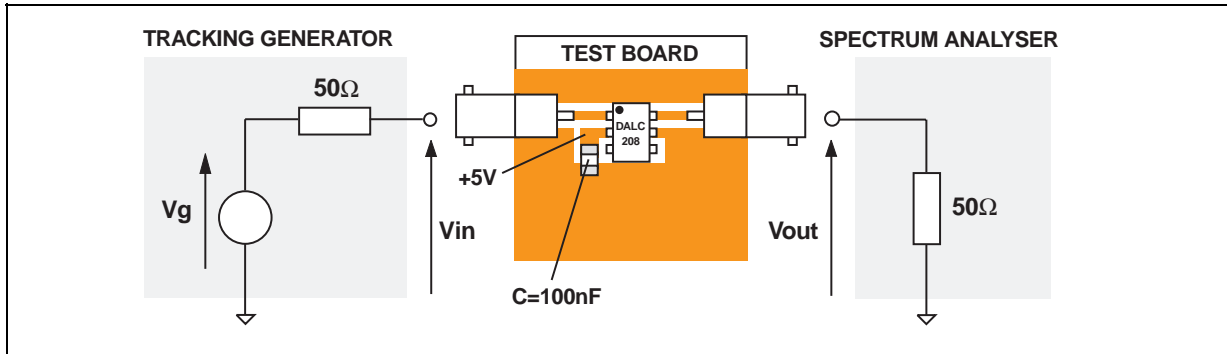 TRACKING GENERATOR
TEST BOARD
SPECTRUM ANALYSER
50Ω
DALC
208
+5V
Vg
Vin
Vout
50Ω
C=100nF